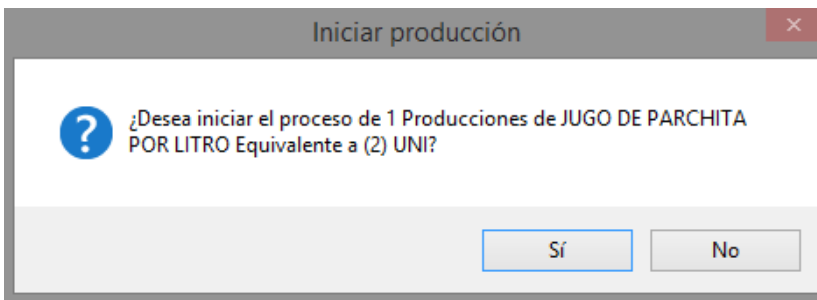 Iniciar producción
¿Desea iniciar el proceso de 1 Producciones de JUGO DE PARCHITA
POR LITRO Equivalente a (2) UNI?
Sí
No